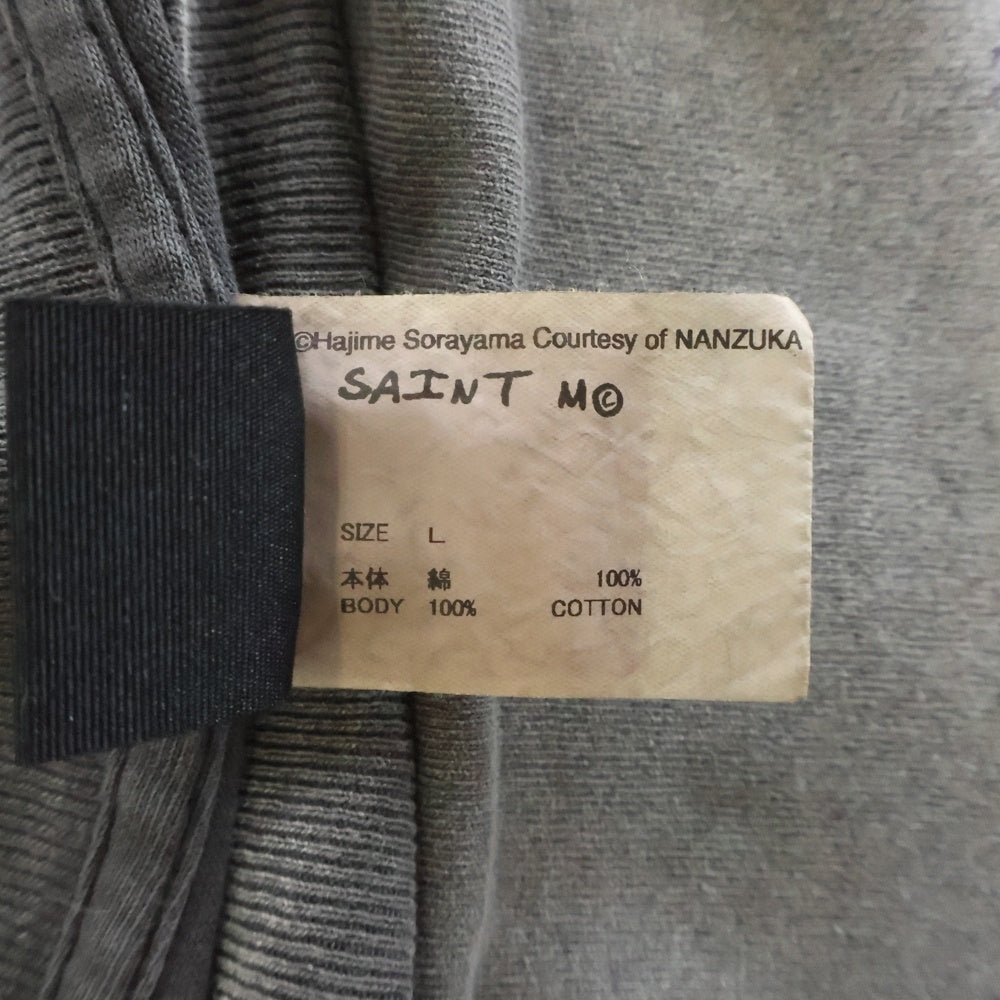 ©Hajime Sorayama Courtesy of NANZUKA
SAINT M©
SIZE L
本体 綿 100%
BODY 100% COTTON